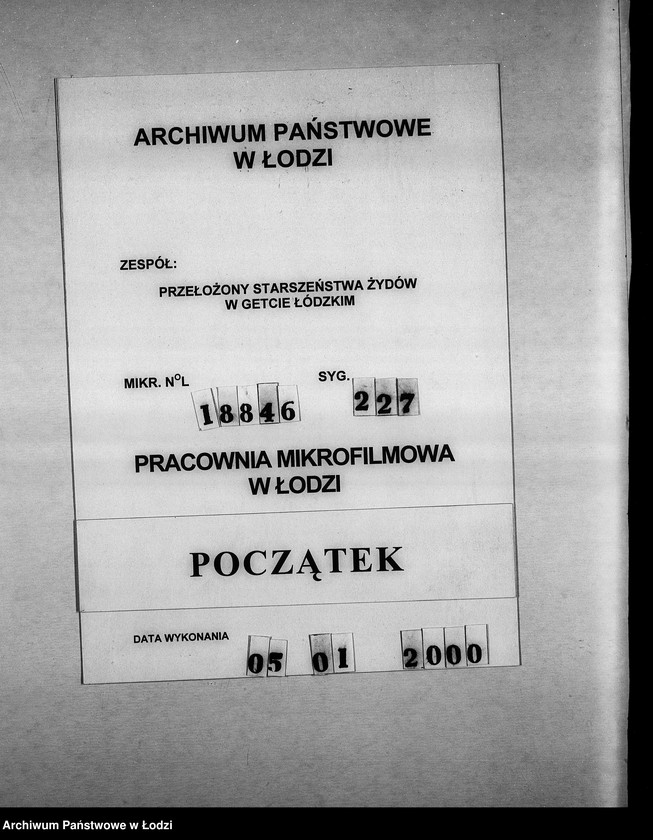 ARCHIWUM PAŃSTWOWE
W ŁODZI
ZESPÓŁ:
PRZEŁOŻONY STARSZEŃSTWA ŻYDÓW
W GETCIE ŁÓDZKIM
MIKR. NOL 18846 SYG. 227
PRACOWNIA MIKROFILMOWA
W ŁODZI
POCZĄTEK
DATA WYKONANIA 05 01 2000
Archiwum Państwowe w Łodzi